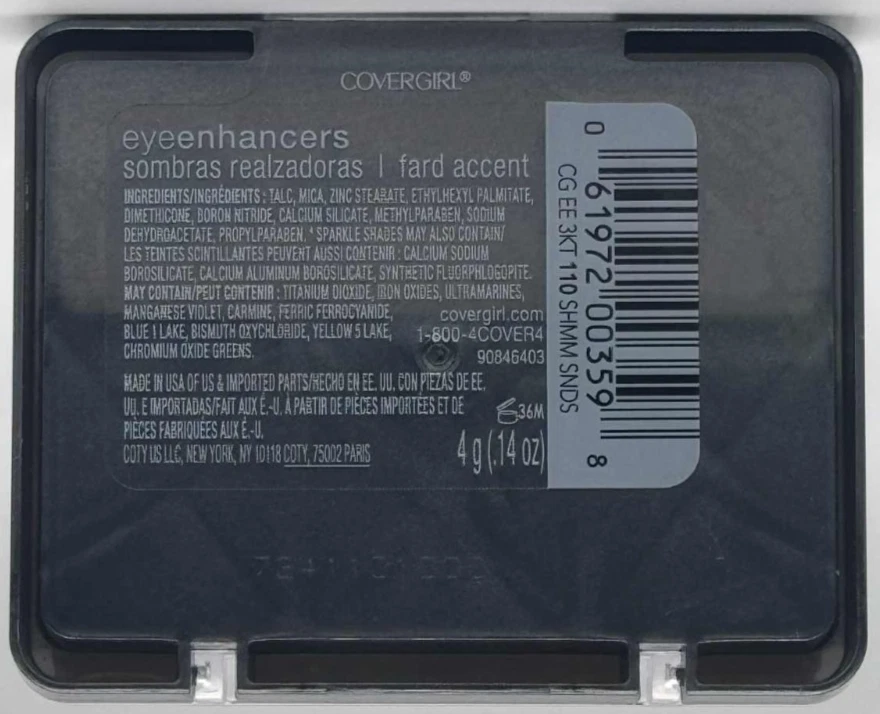 COVERGIRL®
eyeenhancers
sombras realzadoras | fard accent
INGREDIENTS/INGRÉDIENTS : TALC, MICA, ZINC STEARATE, ETHYLHEXYL PALMITATE,
DIMETHICONE, BORON NITRIDE, CALCIUM SILICATE, METHYLPARABEN, SODIUM
DEHYDROACETATE, PROPYLPARABEN. * SPARKLE SHADES MAY ALSO CONTAIN/
LES TEINTES SCINTILLANTES PEUVENT AUSSI CONTENIR : CALCIUM SODIUM
BOROSILICATE, CALCIUM ALUMINUM BOROSILICATE, SYNTHETIC FLUORPHLOGOPITE.
MAY CONTAIN/PEUT CONTENIR : TITANIUM DIOXIDE, IRON OXIDES, ULTRAMARINES,
MANGANESE VIOLET, CARMINE, FERRIC FERROCYANIDE,
BLUE 1 LAKE, BISMUTH OXYCHLORIDE, YELLOW 5 LAKE,
CHROMIUM OXIDE GREENS.
covergirl.com
1-800-4COVER4
90846403
MADE IN USA OF US & IMPORTED PARTS/HECHO EN EE. UU. CON PIEZAS DE EE.
UU. E IMPORTADAS/FAIT AUX É.-U. À PARTIR DE PIÈCES IMPORTÉES ET DE
PIÈCES FABRIQUÉES AUX É.-U.
COTY US LLC, NEW YORK, NY 10118 COTY, 75002 PARIS
36M
4 g (.14 oz)
CG EE 3KT 110 SHMM SNDS
0 61972 00359 8